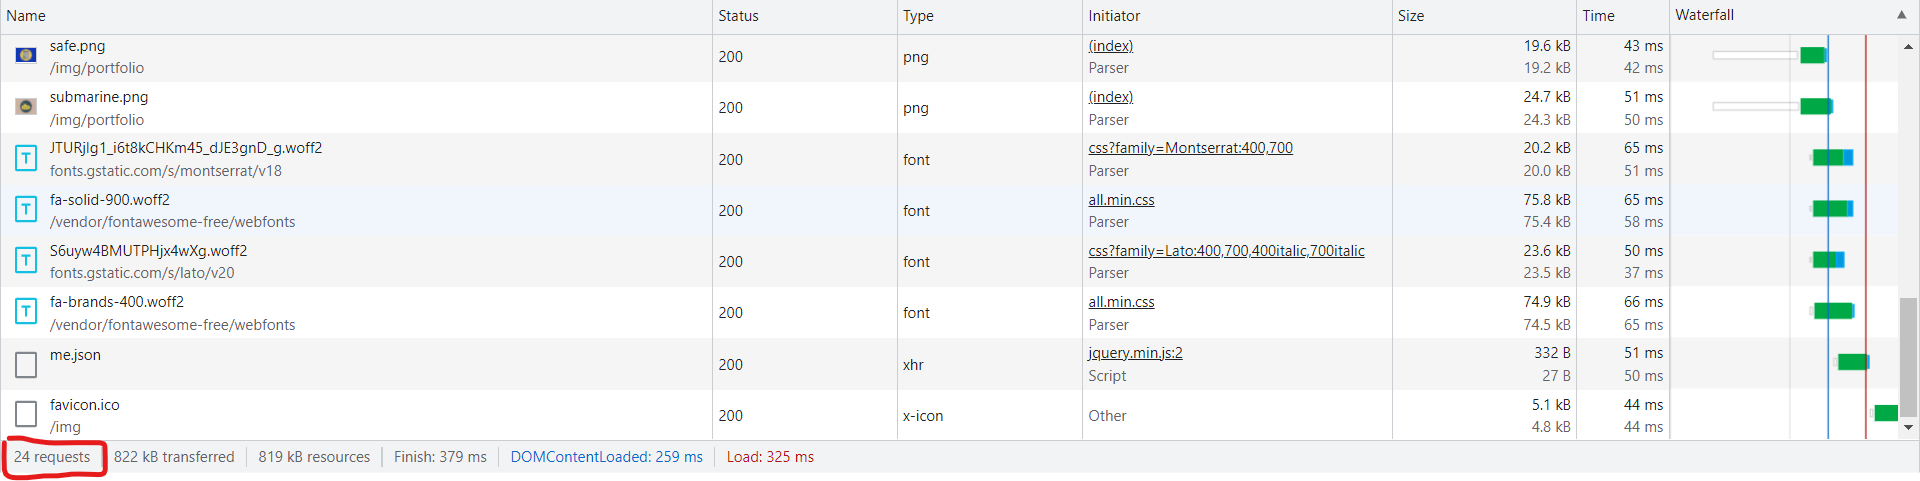 Name Status Type Initiator Size Time Waterfall
safe.png (index) 19.6 kB 43 ms
200 png
/img/portfolio Parser 19.2 kB 42 ms
submarine.png (index) 24.7 kB 51 ms
200 png
/img/portfolio Parser 24.3 kB 50 ms
JTURjIg1_i6t8kCHKm45_dJE3gnD_g.woff2 css?family=Montserrat:400,700 20.2 kB 65 ms
200 font
fonts.gstatic.com/s/montserrat/v18 Parser 20.0 kB 51 ms
fa-solid-900.woff2 all.min.css 75.8 kB 65 ms
200 font
/vendor/fontawesome-free/webfonts Parser 75.4 kB 58 ms
S6uyw4BMUTPHjx4wXg.woff2 css?family=Lato:400,700,400italic,700italic 23.6 kB 50 ms
200 font
fonts.gstatic.com/s/lato/v20 Parser 23.5 kB 37 ms
fa-brands-400.woff2 all.min.css 74.9 kB 66 ms
200 font
/vendor/fontawesome-free/webfonts Parser 74.5 kB 65 ms
me.json jquery.min.js:2 332 B 51 ms
200 xhr
Script 27 B 50 ms
favicon.ico 5.1 kB 44 ms
200 x-icon Other
/img 4.8 kB 44 ms
24 requests 822 kB transferred 819 kB resources Finish: 379 ms DOMContentLoaded: 259 ms Load: 325 ms